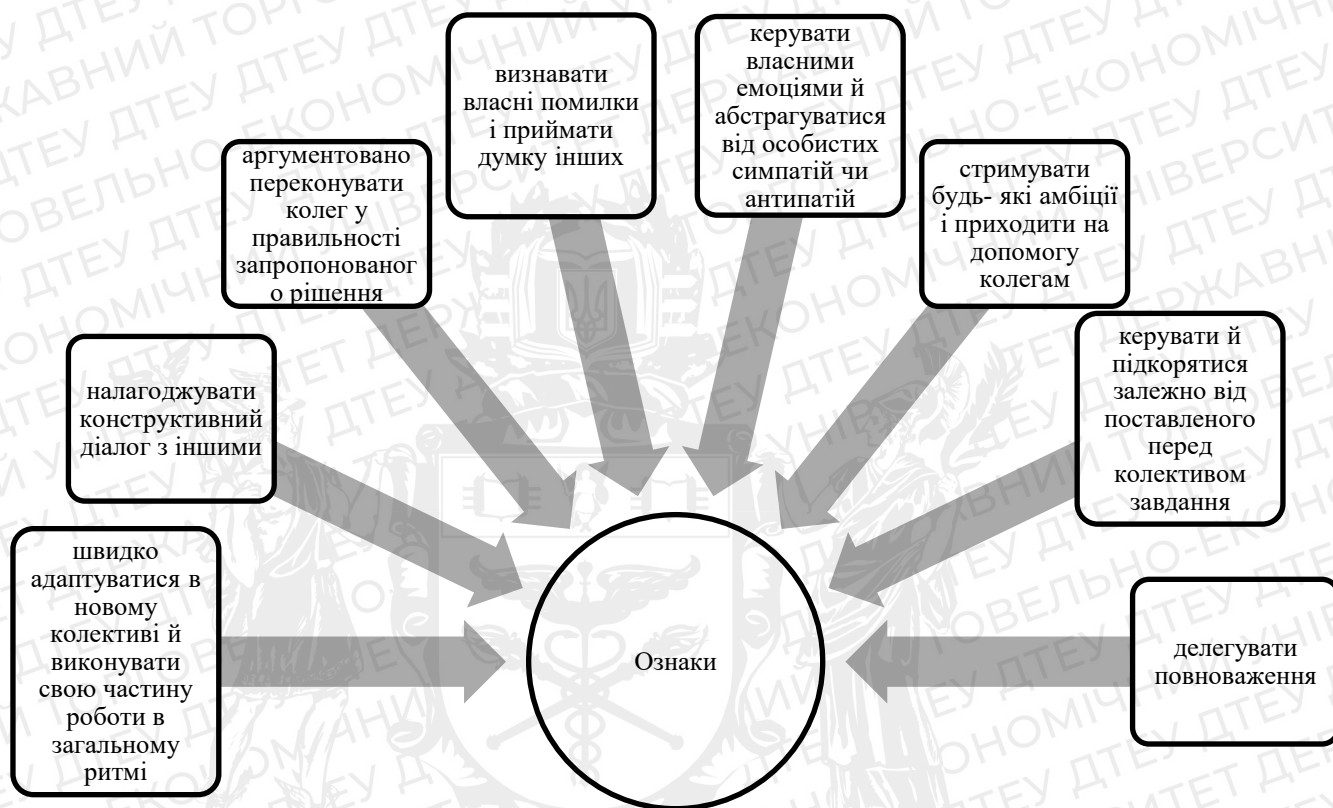 швидко
адаптуватися в
новому
колективі й
виконувати
свою частину
роботи в
загальному
ритмі
налагоджувати
конструктивний
діалог з іншими
аргументовано
переконувати
колег у
правильності
запропонованог
о рішення
визнавати
власні помилки
і приймати
думку інших
керувати
власними
емоціями й
абстрагуватися
від особистих
симпатій чи
антипатій
стримувати
будь- які амбіції
і приходити на
допомогу
колегам
керувати й
підкорятися
залежно від
поставленого
перед
колективом
завдання
делегувати
повноваження
Ознаки